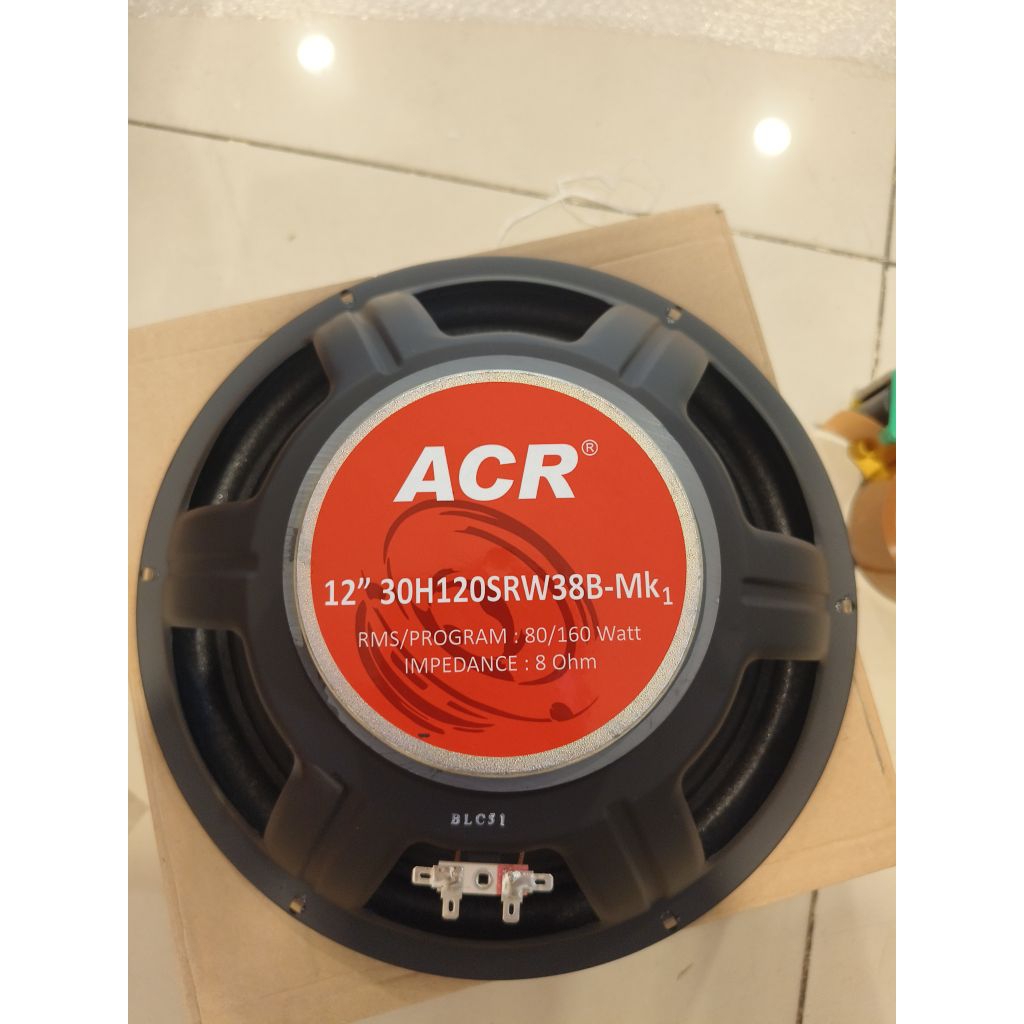 ACR®
12” 30H120SRW38B-Mk₁
RMS/PROGRAM : 80/160 Watt
IMPEDANCE : 8 Ohm
BLC51